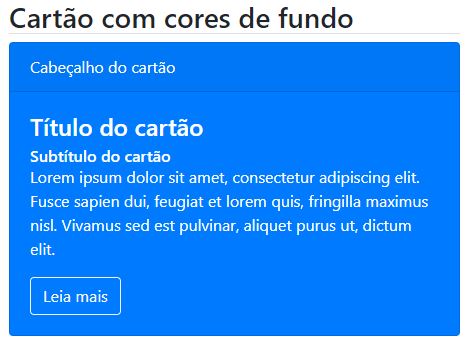 Cartão com cores de fundo
Cabeçalho do cartão
Título do cartão
Subtítulo do cartão
Lorem ipsum dolor sit amet, consectetur adipiscing elit.
Fusce sapien dui, feugiat et lorem quis, fringilla maximus
nisl. Vivamus sed est pulvinar, aliquet purus ut, dictum
elit.
Leia mais